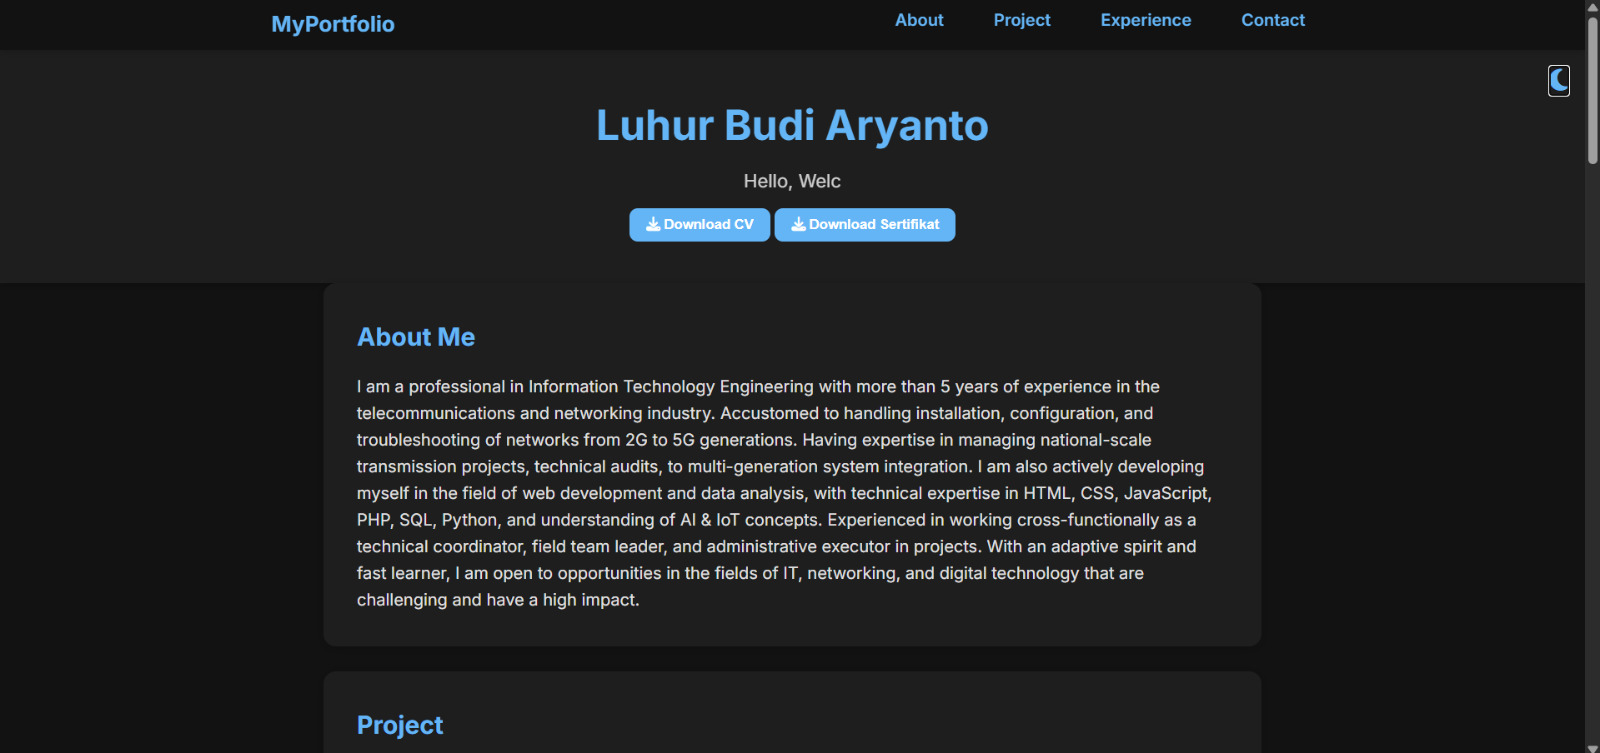 MyPortfolio
About
Project
Experience
Contact
Luhur Budi Aryanto
Hello, Welc
Download CV
Download Sertifikat
About Me
I am a professional in Information Technology Engineering with more than 5 years of experience in the
telecommunications and networking industry. Accustomed to handling installation, configuration, and
troubleshooting of networks from 2G to 5G generations. Having expertise in managing national-scale
transmission projects, technical audits, to multi-generation system integration. I am also actively developing
myself in the field of web development and data analysis, with technical expertise in HTML, CSS, JavaScript,
PHP, SQL, Python, and understanding of AI & IoT concepts. Experienced in working cross-functionally as a
technical coordinator, field team leader, and administrative executor in projects. With an adaptive spirit and
fast learner, I am open to opportunities in the fields of IT, networking, and digital technology that are
challenging and have a high impact.
Project